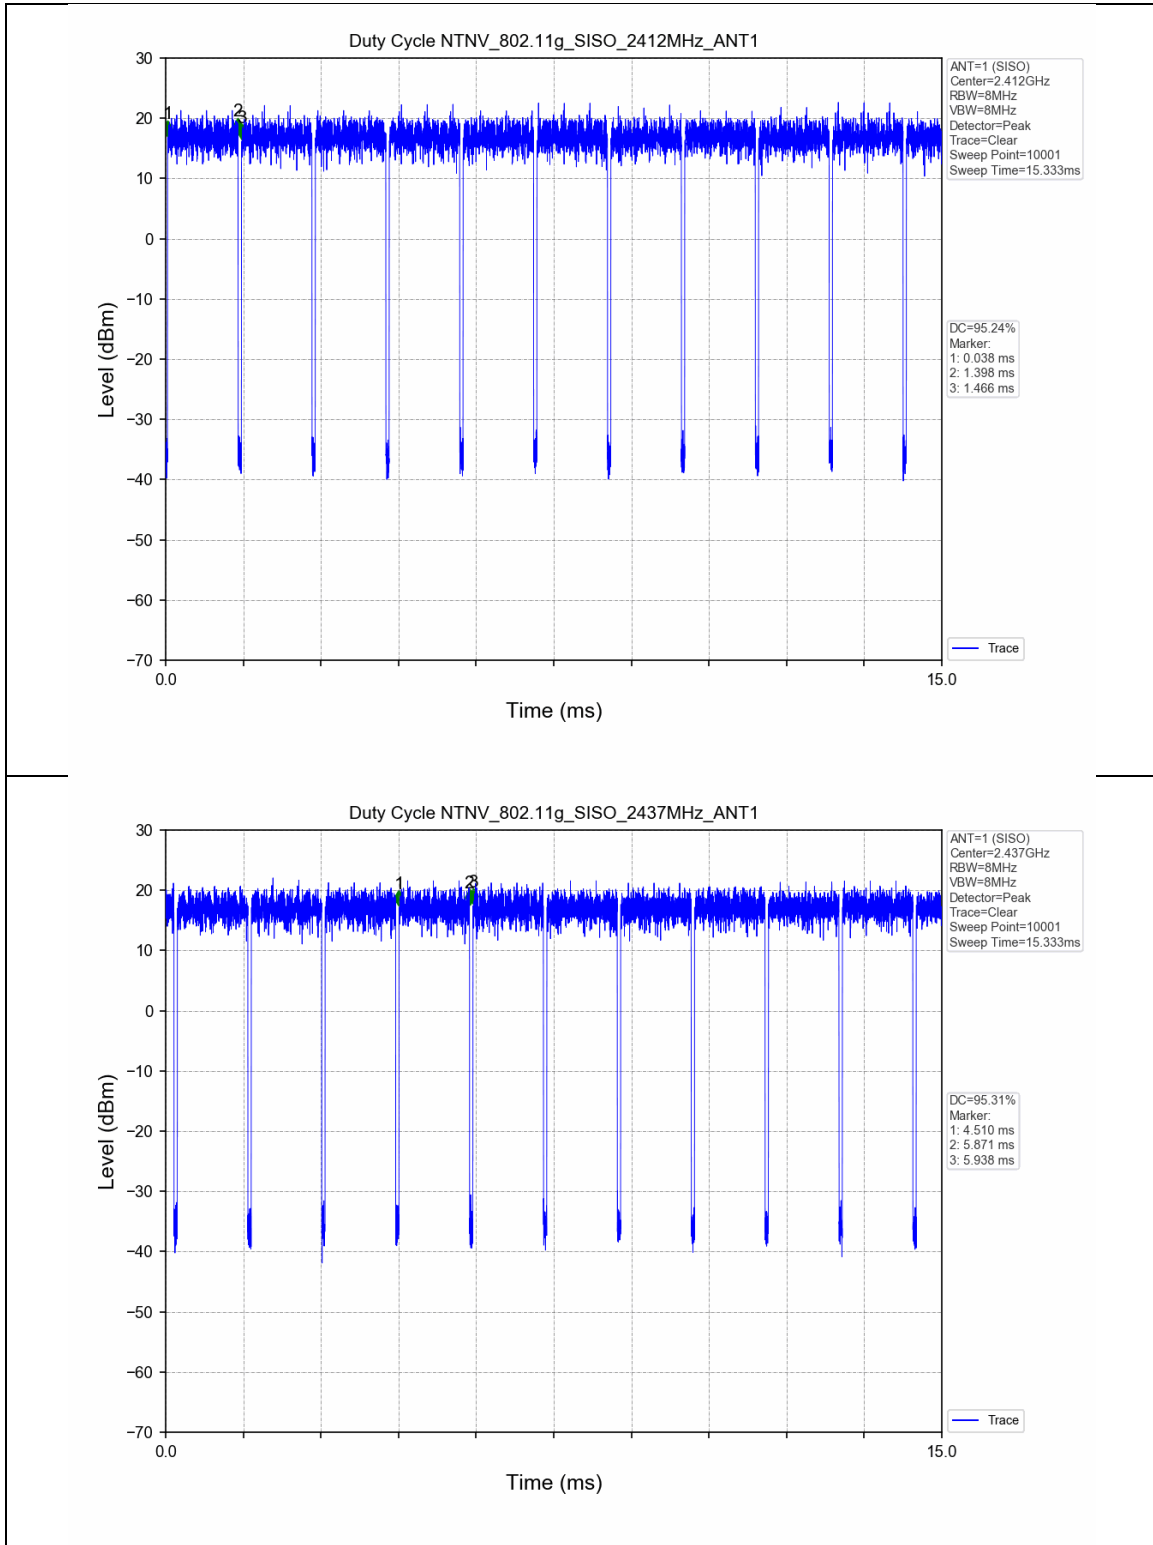 Duty Cycle NTNV_802.11g_SISO_2412MHz_ANT1
ANT=1 (SISO)
Center=2.412GHz
RBW=8MHz
VBW=8MHz
Detector=Peak
Trace=Clear
Sweep Point=10001
Sweep Time=15.333ms
30
20
10
0
−10
−20
−30
−40
−50
−60
−70
Level (dBm)
1
2
3
DC=95.24%
Marker:
1: 0.038 ms
2: 1.398 ms
3: 1.466 ms
Trace
0.0
15.0
Time (ms)
Duty Cycle NTNV_802.11g_SISO_2437MHz_ANT1
ANT=1 (SISO)
Center=2.437GHz
RBW=8MHz
VBW=8MHz
Detector=Peak
Trace=Clear
Sweep Point=10001
Sweep Time=15.333ms
30
20
10
0
−10
−20
−30
−40
−50
−60
−70
Level (dBm)
1
2
3
DC=95.31%
Marker:
1: 4.510 ms
2: 5.871 ms
3: 5.938 ms
Trace
0.0
15.0
Time (ms)